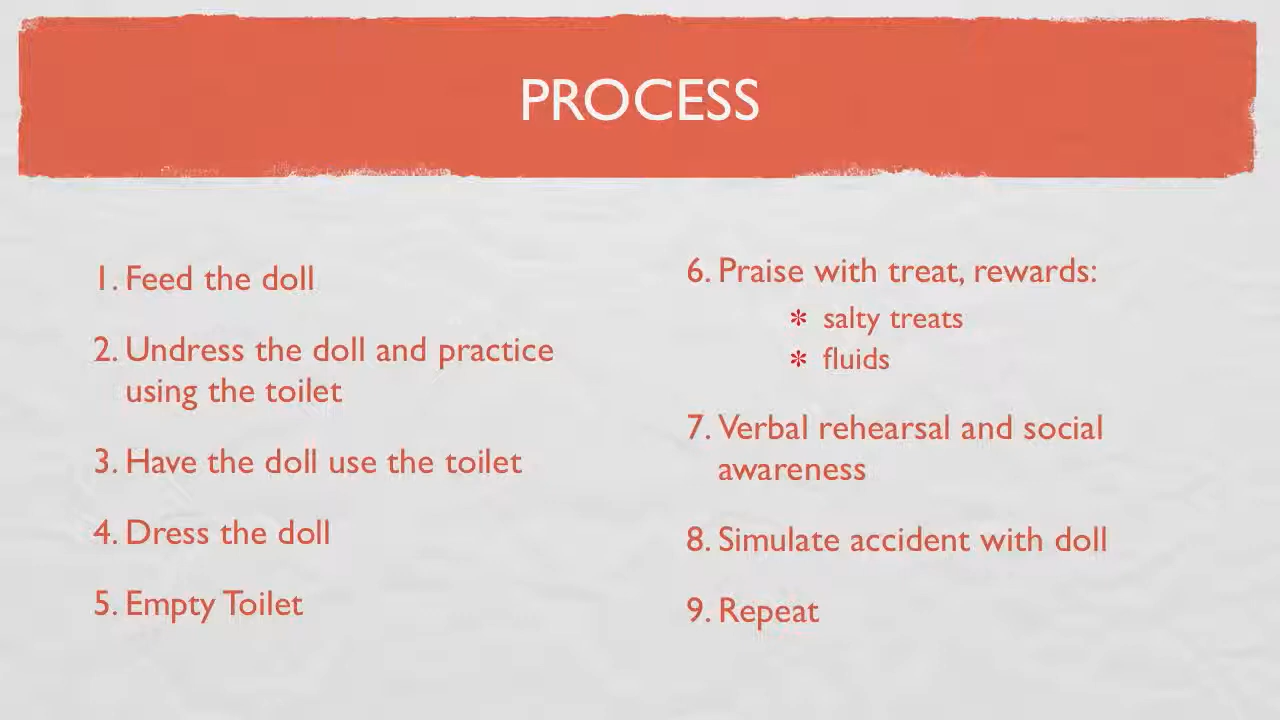 PROCESS
1. Feed the doll
2. Undress the doll and practice
using the toilet
3. Have the doll use the toilet
4. Dress the doll
5. Empty Toilet
6. Praise with treat, rewards:
* salty treats
* fluids
7. Verbal rehearsal and social
awareness
8. Simulate accident with doll
9. Repeat